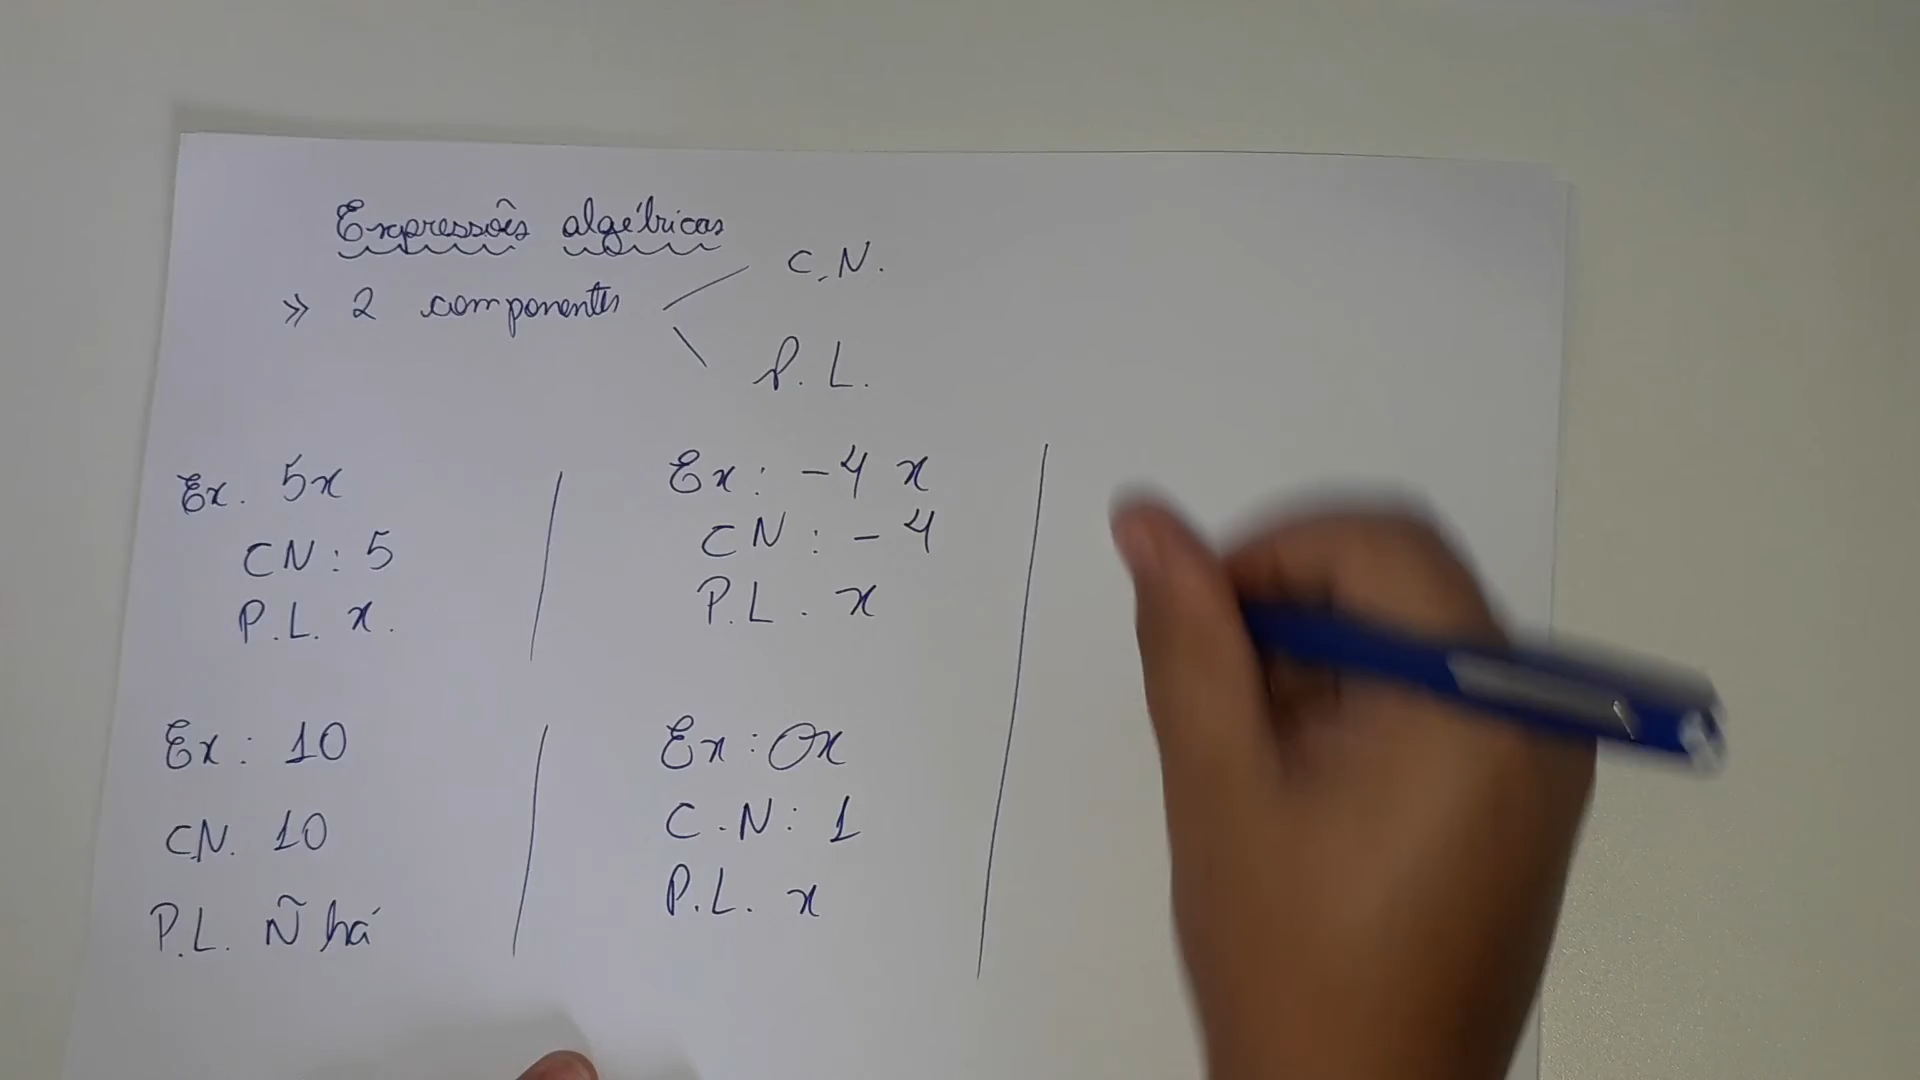 Expressões algébricas
» 2 componentes
C.N.
P.L.
Ex. 5x
CN: 5
P.L. x.
Ex: -4 x
CN: -4
P.L. x
Ex: 10
CN. 10
P.L. Ñ há
Ex: 0x
C.N: 1
P.L. x